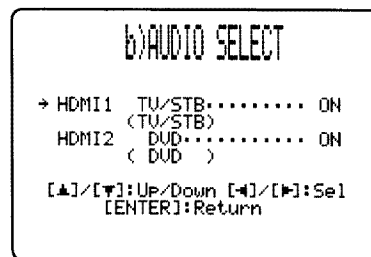 b)AUDIO SELECT
→ HDMI1 TV/STB·········· ON
(TV/STB)
HDMI2 DVD·········· ON
( DVD )
[▲]/[▼]:Up/Down [◄]/[►]:Sel
[ENTER]:Return